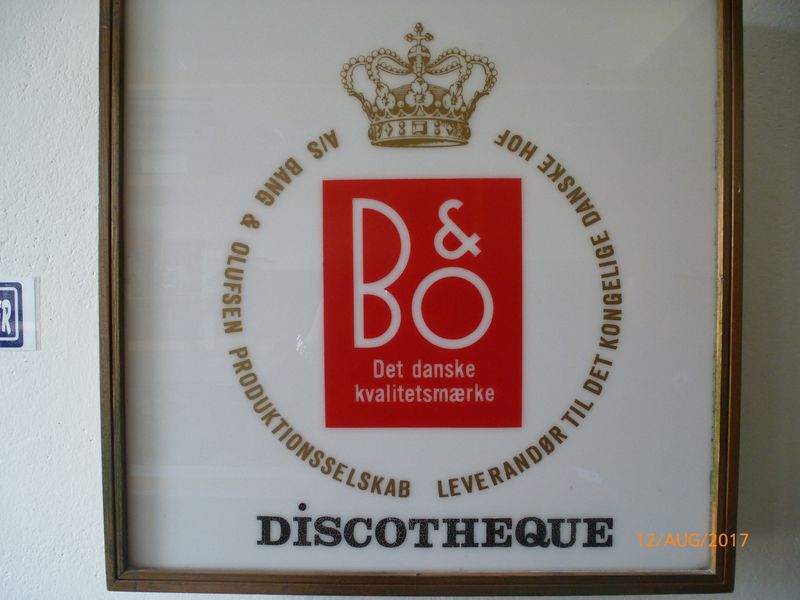 A/S BANG & OLUFSEN PRODUKTIONSSELSKAB
LEVERANDØR TIL DET KONGELIGE DANSKE HOF
B&O
Det danske
kvalitetsmærke
DiSCOTHEQUE
12/AUG/2017